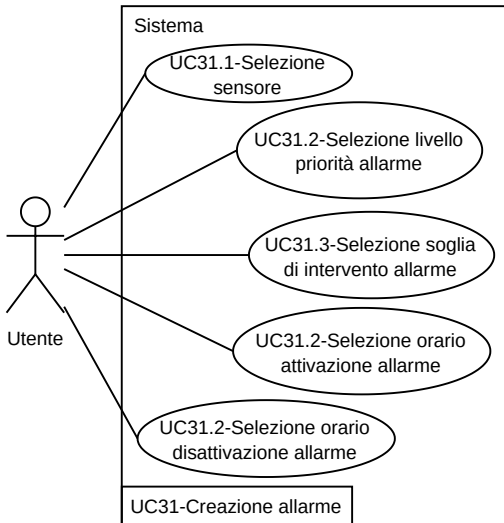 Sistema
UC31.1-Selezione
sensore
UC31.2-Selezione livello
priorità allarme
UC31.3-Selezione soglia
di intervento allarme
Utente
UC31.2-Selezione orario
attivazione allarme
UC31.2-Selezione orario
disattivazione allarme
UC31-Creazione allarme